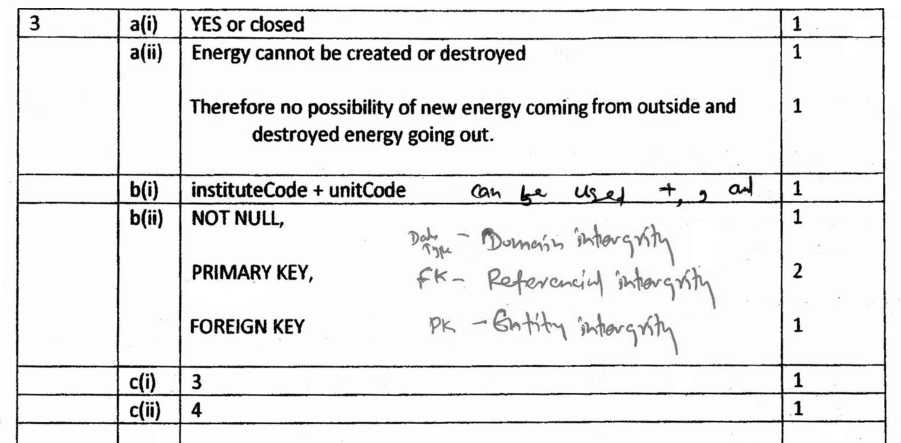 3 a(i) YES or closed 1
a(ii) Energy cannot be created or destroyed 1
Therefore no possibility of new energy coming from outside and 1
destroyed energy going out.
b(i) instituteCode + unitCode can be used +, , and 1
b(ii) NOT NULL, 1
Data Type - Domain intergrity
PRIMARY KEY, FK - Referencial intergrity 2
FOREIGN KEY PK - Entity intergrity 1
c(i) 3 1
c(ii) 4 1